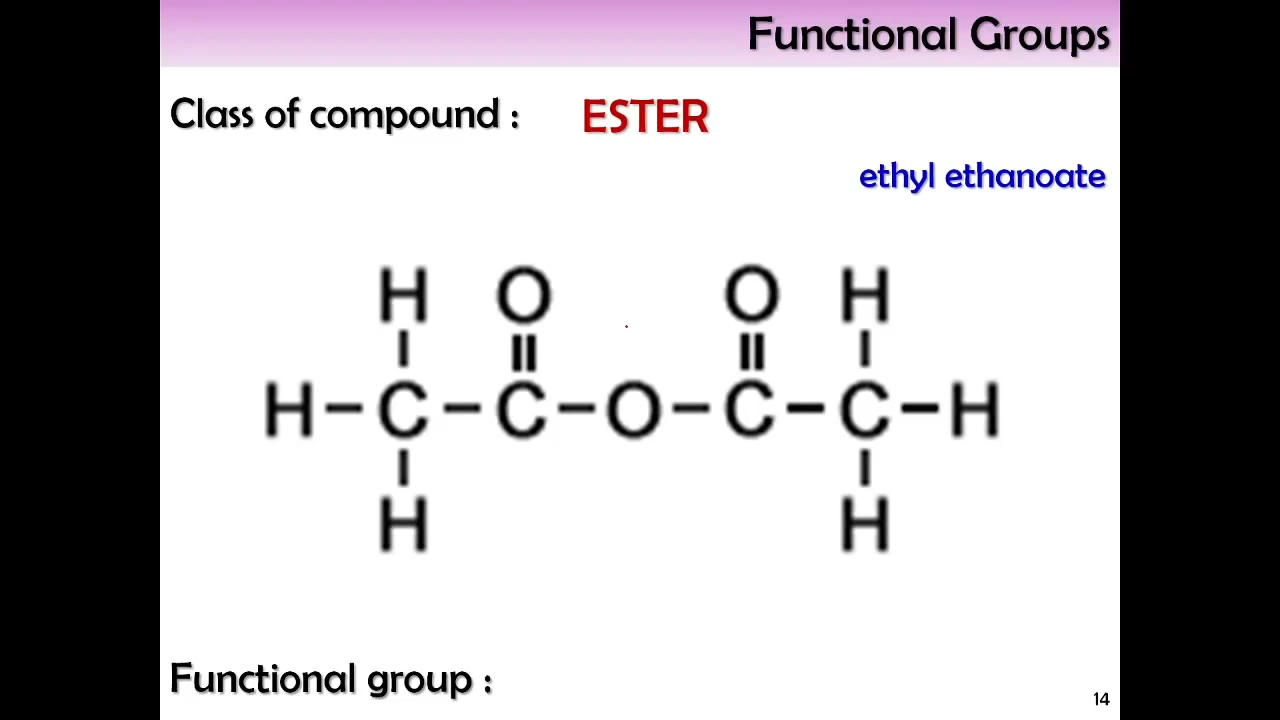 Functional Groups
Class of compound : ESTER
ethyl ethanoate
H O O H
H C C O C C H
H H
Functional group :
14